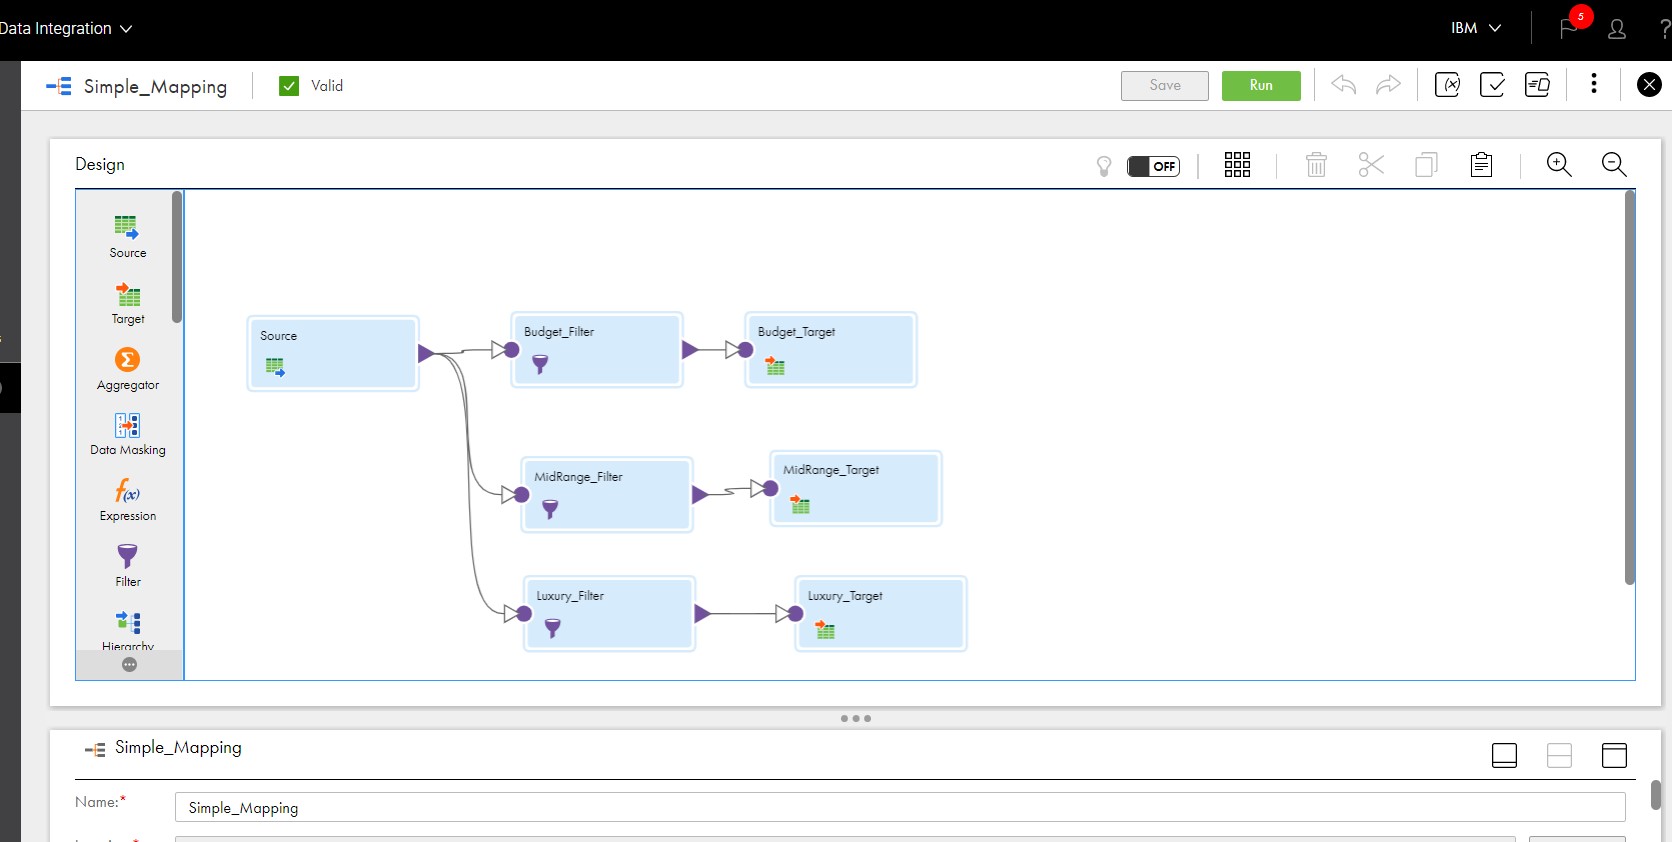 Data Integration
IBM
5
?
Simple_Mapping
Valid
Save
Run
Design
OFF
Source
Target
Aggregator
Data Masking
Expression
Filter
Hierarchy
Source
Budget_Filter
Budget_Target
MidRange_Filter
MidRange_Target
Luxury_Filter
Luxury_Target
Simple_Mapping
Name:*
Simple_Mapping